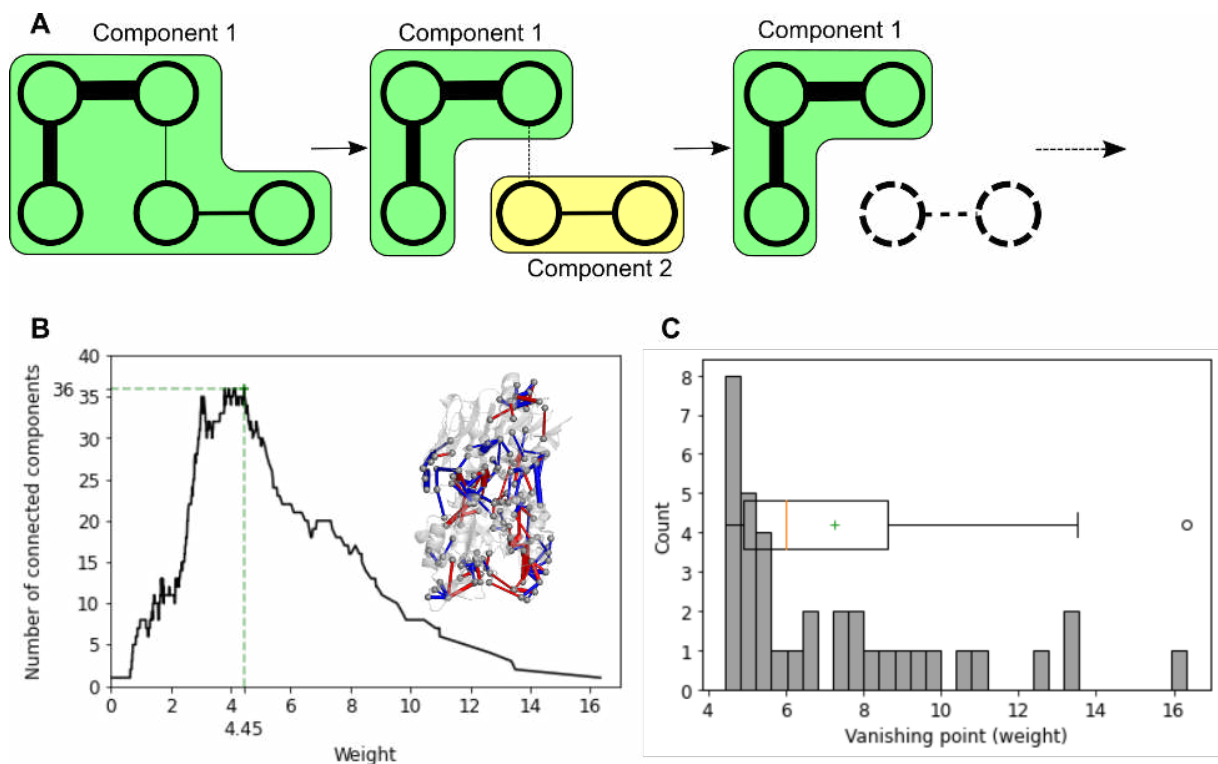 A
Component 1
Component 1
Component 1
Component 2
B
Number of connected components
40
36
35
30
25
20
15
10
5
0
0 2 4 6 8 10 12 14 16
4.45
Weight
C
Count
8
7
6
5
4
3
2
1
0
4 6 8 10 12 14 16
Vanishing point (weight)